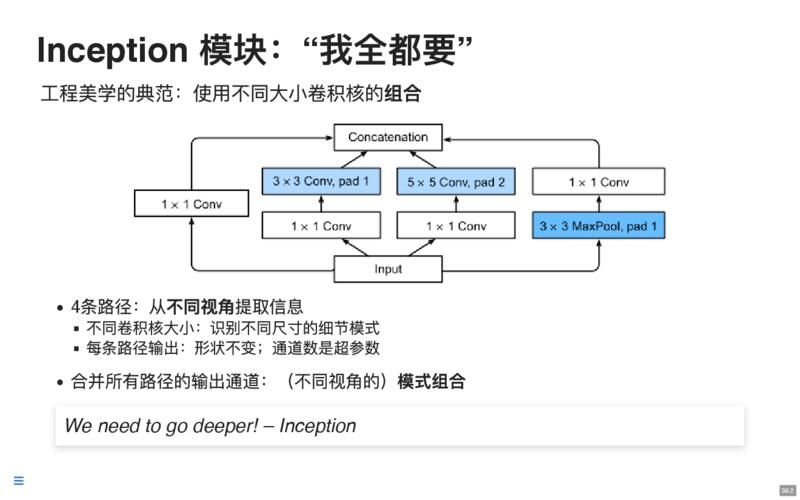 Inception 模块：“我全都要”
工程美学的典范：使用不同大小卷积核的组合
Concatenation
3 × 3 Conv, pad 1
5 × 5 Conv, pad 2
1 × 1 Conv
1 × 1 Conv
1 × 1 Conv
1 × 1 Conv
3 × 3 MaxPool, pad 1
Input
• 4条路径：从不同视角提取信息
▪ 不同卷积核大小：识别不同尺寸的细节模式
▪ 每条路径输出：形状不变；通道数是超参数
• 合并所有路径的输出通道：（不同视角的）模式组合
We need to go deeper! – Inception
39.2